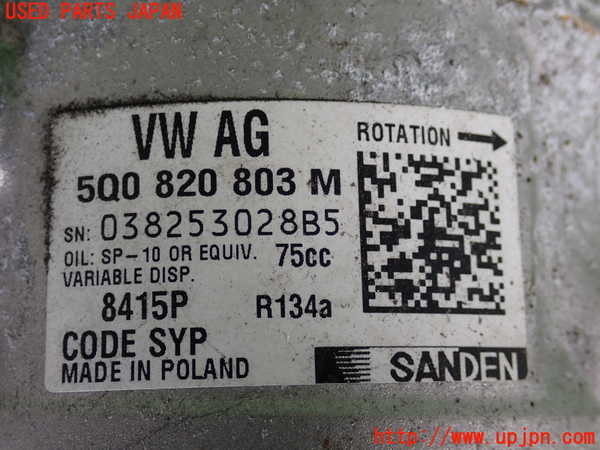 USED PARTS JAPAN
VW AG
ROTATION
5Q0 820 803 M
SN: 038253028B5
OIL: SP-10 OR EQUIV. 75cc
VARIABLE DISP.
8415P R134a
CODE SYP
MADE IN POLAND
SANDEN
http://www.upjpn.com/